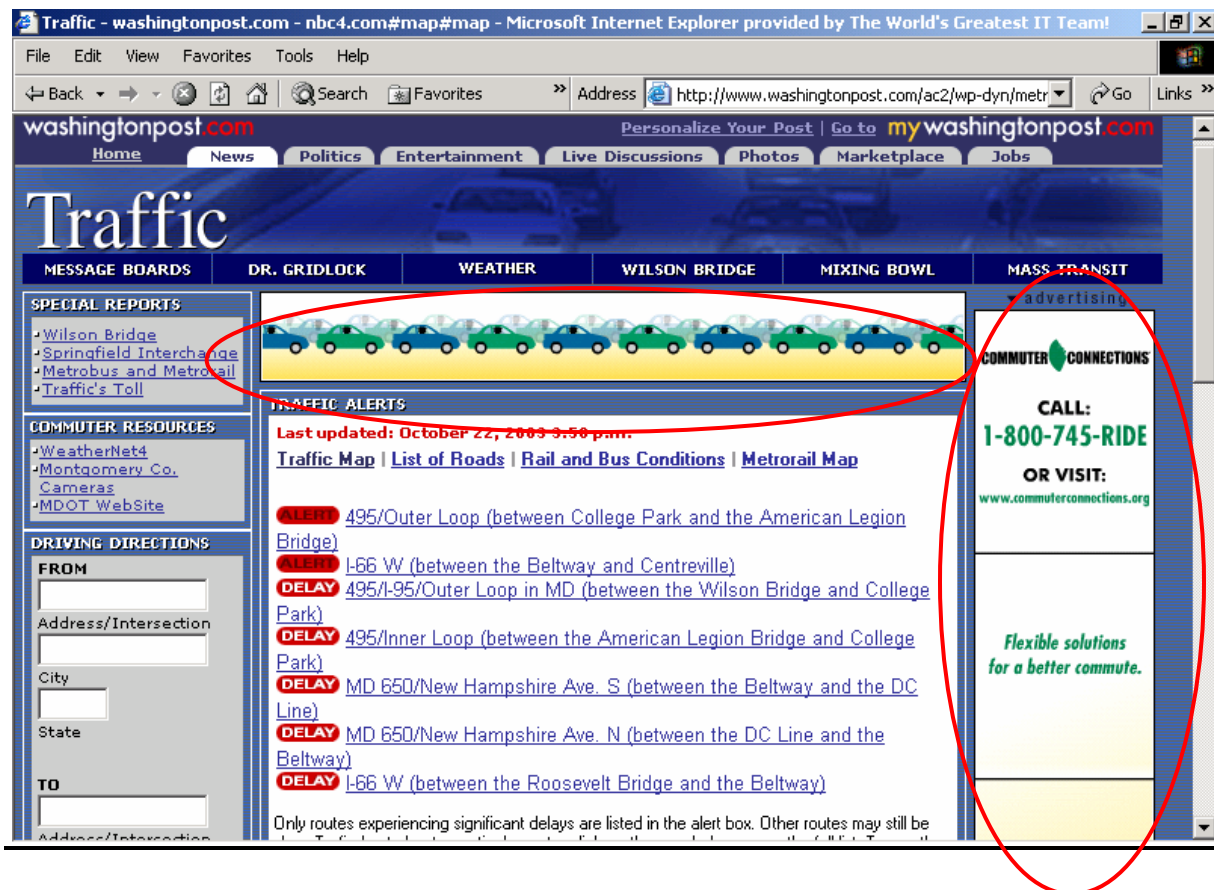 Traffic - washingtonpost.com - nbc4.com#map#map - Microsoft Internet Explorer provided by The World's Greatest IT Team!
File Edit View Favorites Tools Help
Back Search Favorites » Address http://www.washingtonpost.com/ac2/wp-dyn/metr Go Links »
washingtonpost.com Personalize Your Post | Go to mywashingtonpost.com
Home News Politics Entertainment Live Discussions Photos Marketplace Jobs
Traffic
MESSAGE BOARDS DR. GRIDLOCK WEATHER WILSON BRIDGE MIXING BOWL MASS TRANSIT
SPECIAL REPORTS
Wilson Bridge
Springfield Interchange
Metrobus and Metrorail
Traffic's Toll
COMMUTER RESOURCES
WeatherNet4
Montgomery Co.
Cameras
MDOT WebSite
DRIVING DIRECTIONS
FROM
Address/Intersection
City
State
TO
Address/Intersection
TRAFFIC ALERTS
Last updated: October 22, 2003 3:50 p.m.
Traffic Map | List of Roads | Rail and Bus Conditions | Metrorail Map
ALERT 495/Outer Loop (between College Park and the American Legion
Bridge)
ALERT I-66 W (between the Beltway and Centreville)
DELAY 495/I-95/Outer Loop in MD (between the Wilson Bridge and College
Park)
DELAY 495/Inner Loop (between the American Legion Bridge and College
Park)
DELAY MD 650/New Hampshire Ave. S (between the Beltway and the DC
Line)
DELAY MD 650/New Hampshire Ave. N (between the DC Line and the
Beltway)
DELAY I-66 W (between the Roosevelt Bridge and the Beltway)
Only routes experiencing significant delays are listed in the alert box. Other routes may still be
advertising
COMMUTER CONNECTIONS
CALL:
1-800-745-RIDE
OR VISIT:
www.commuterconnections.org
Flexible solutions
for a better commute.